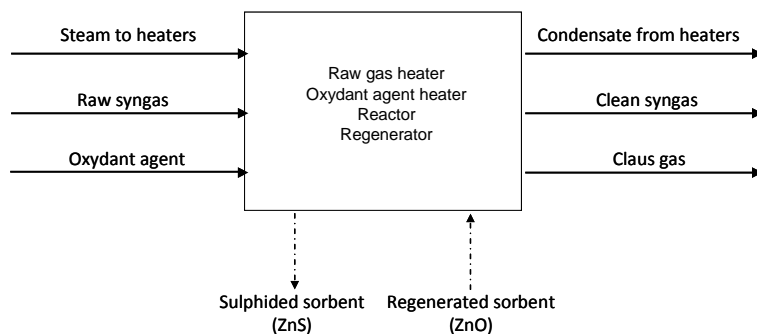 Steam to heaters
Raw syngas
Oxydant agent
Raw gas heater
Oxydant agent heater
Reactor
Regenerator
Condensate from heaters
Clean syngas
Claus gas
Sulphided sorbent
(ZnS)
Regenerated sorbent
(ZnO)